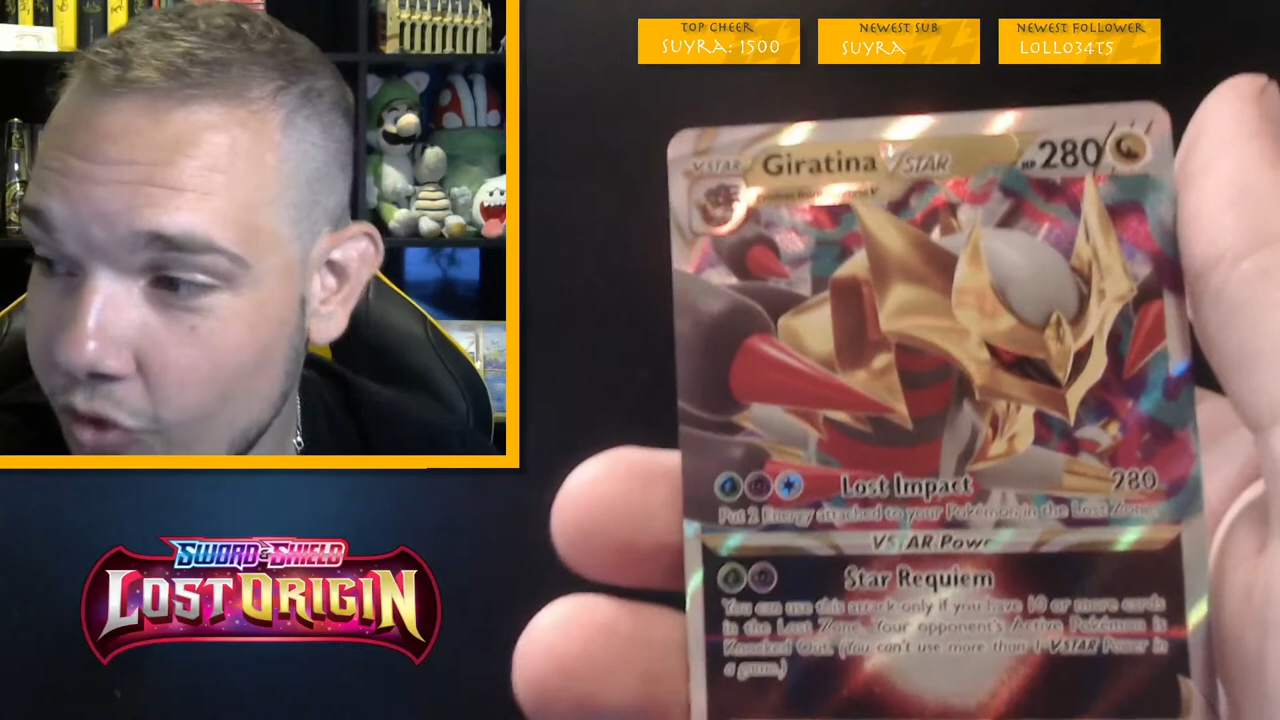 TOP CHEER
SUYRA: 1500
NEWEST SUB
SUYRA
NEWEST FOLLOWER
LOLLO34T5
VSTAR Giratina VSTAR HP 280
Lost Impact 280
Put 2 Energy attached to your Pokémon in the Lost Zone.
VSTAR Power
Star Requiem
You can use this attack only if you have 10 or more cards
in the Lost Zone. Your opponent's Active Pokémon is
Knocked Out. (You can't use more than 1 VSTAR Power in
a game.)
SWORD & SHIELD
LOST ORIGIN